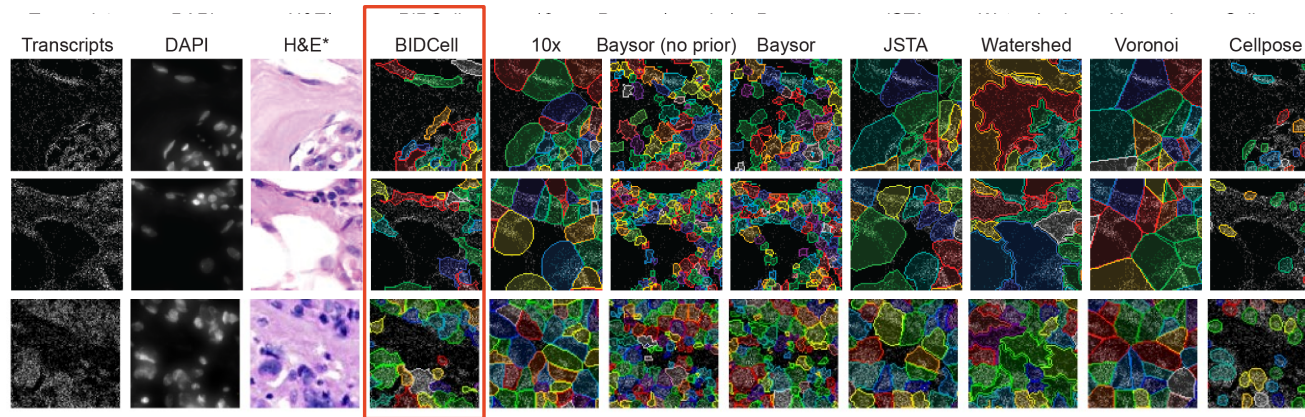 Transcripts DAPI H&E* BIDCell 10x Baysor (no prior) Baysor JSTA Watershed Voronoi Cellpose